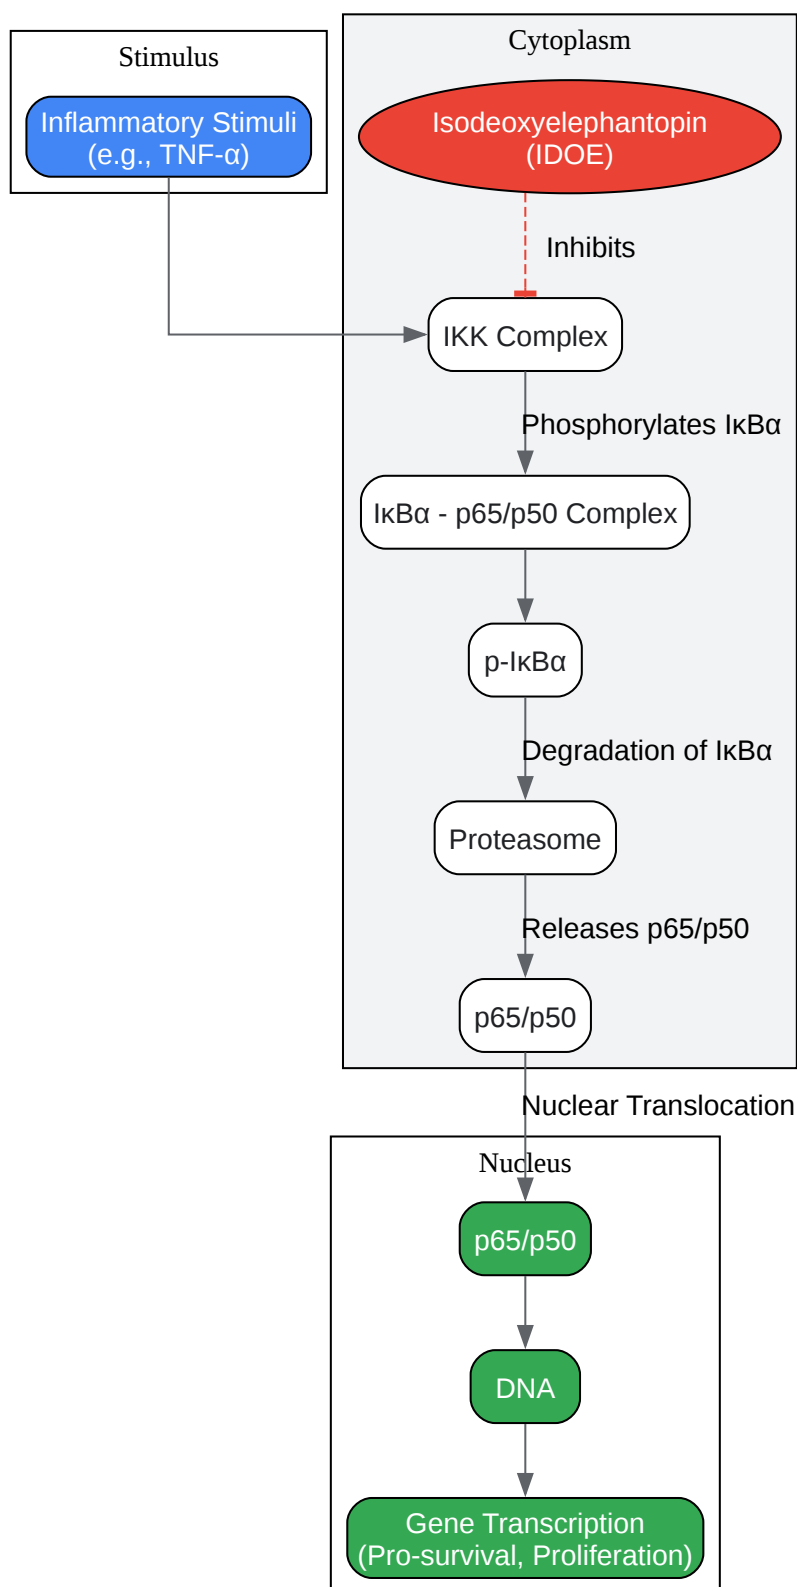 Stimulus
Inflammatory Stimuli
(e.g., TNF-α)
Cytoplasm
Isodeoxyelephantopin
(IDOE)
Inhibits
IKK Complex
Phosphorylates IκBα
IκBα - p65/p50 Complex
p-IκBα
Degradation of IκBα
Proteasome
Releases p65/p50
p65/p50
Nuclear Translocation
Nucleus
p65/p50
DNA
Gene Transcription
(Pro-survival, Proliferation)